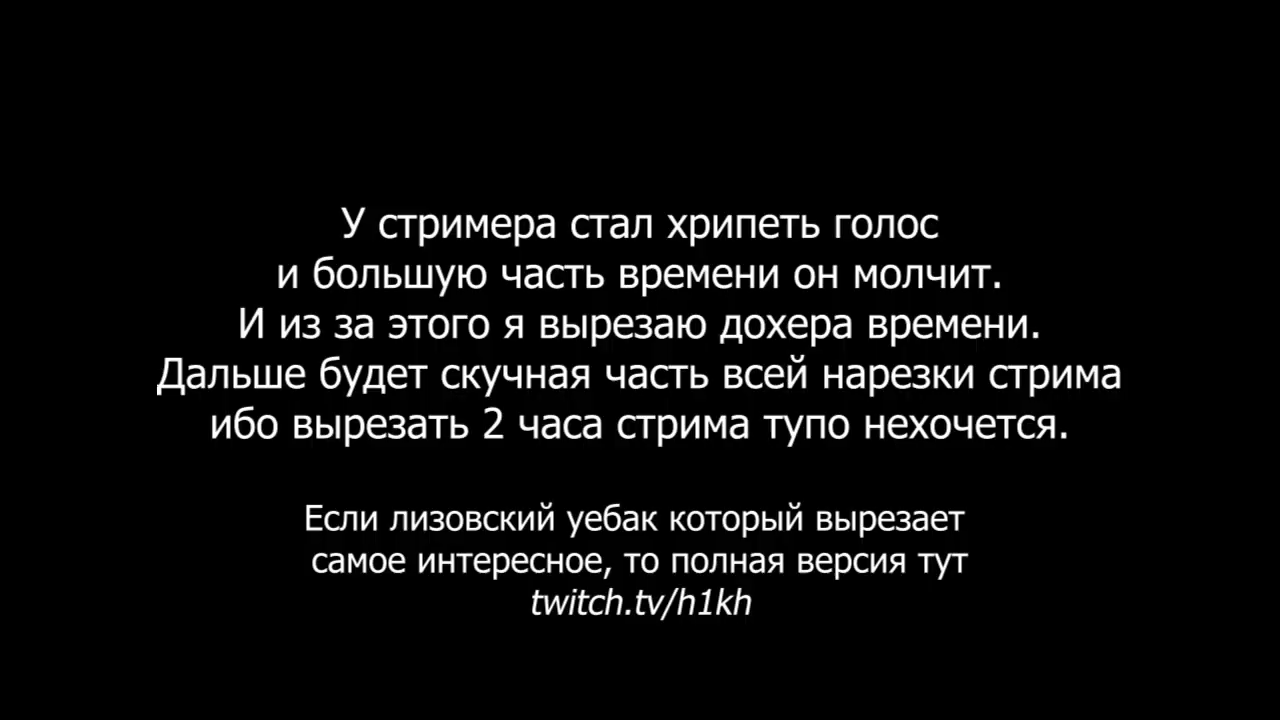 У стримера стал хрипеть голос
и большую часть времени он молчит.
И из за этого я вырезаю дохера времени.
Дальше будет скучная часть всей нарезки стрима
ибо вырезать 2 часа стрима тупо нехочется.
Если лизовский уебак который вырезает
самое интересное, то полная версия тут
twitch.tv/h1kh